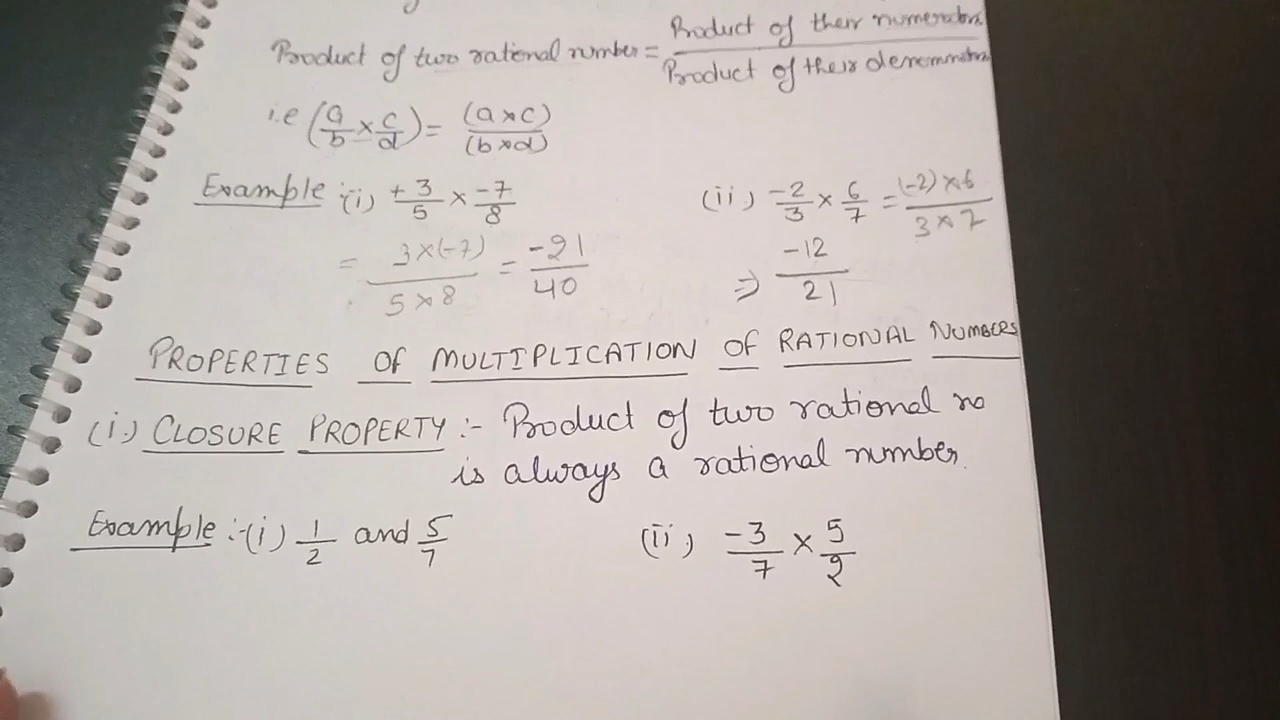 Product of two rational number = Product of their numerators / Product of their denominators
i.e (a/b × c/d) = (a×c)/(b×d)
Example :(i) +3/5 × -7/8
= 3×(-7)/5×8 = -21/40
(ii) -2/3 × 6/7 = (-2)×6/3×7
⇒ -12/21
PROPERTIES OF MULTIPLICATION OF RATIONAL NUMBERS
(i.) CLOSURE PROPERTY :- Product of two rational no
is always a rational number.
Example :-(i) 1/2 and 5/7
(ii) -3/7 × 5/2